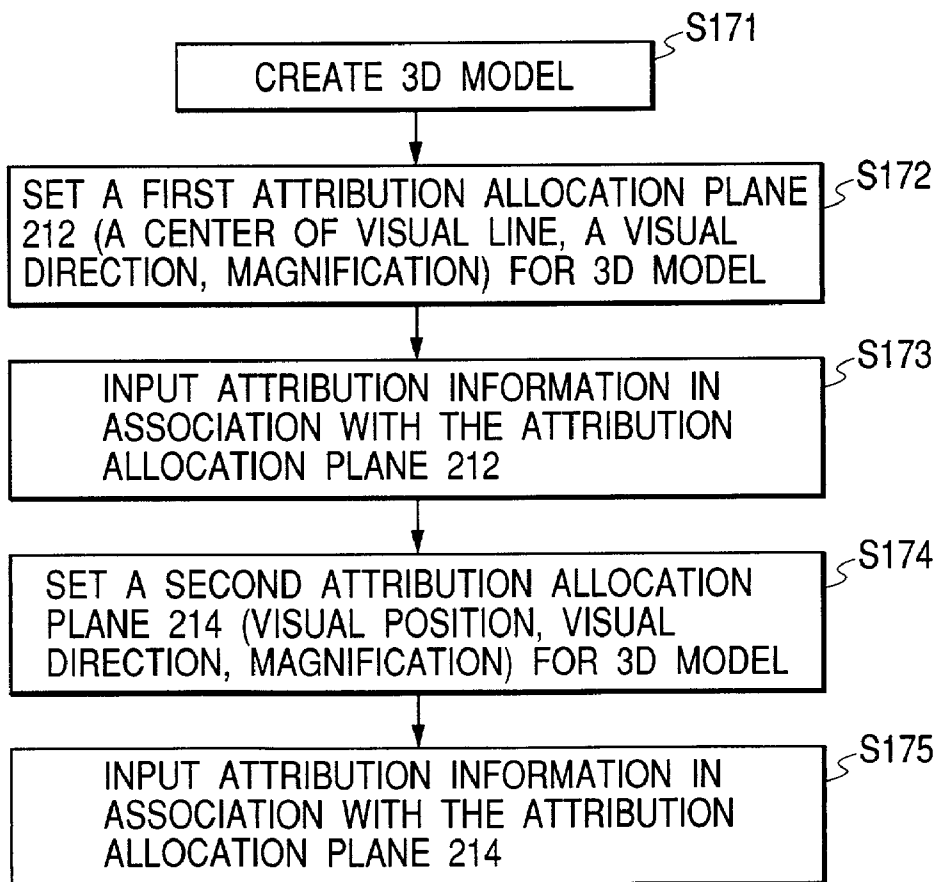 S171
CREATE 3D MODEL
S172
SET A FIRST ATTRIBUTION ALLOCATION PLANE
212 (A CENTER OF VISUAL LINE, A VISUAL
DIRECTION, MAGNIFICATION) FOR 3D MODEL
S173
INPUT ATTRIBUTION INFORMATION IN
ASSOCIATION WITH THE ATTRIBUTION
ALLOCATION PLANE 212
S174
SET A SECOND ATTRIBUTION ALLOCATION
PLANE 214 (VISUAL POSITION, VISUAL
DIRECTION, MAGNIFICATION) FOR 3D MODEL
S175
INPUT ATTRIBUTION INFORMATION IN
ASSOCIATION WITH THE ATTRIBUTION
ALLOCATION PLANE 214